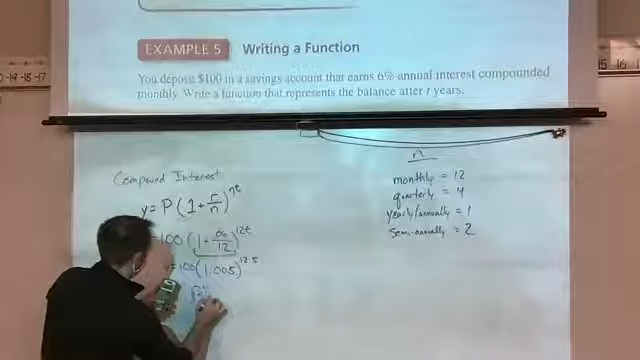 EXAMPLE 5 Writing a Function
You deposit $100 in a savings account that earns 6% annual interest compounded
monthly. Write a function that represents the balance after t years.
Compound Interest
y = P(1 + r/n)^nt
100(1 + .06/12)^12t
y = 100(1.005)^12·5
n
monthly = 12
quarterly = 4
yearly/annually = 1
semi-annually = 2